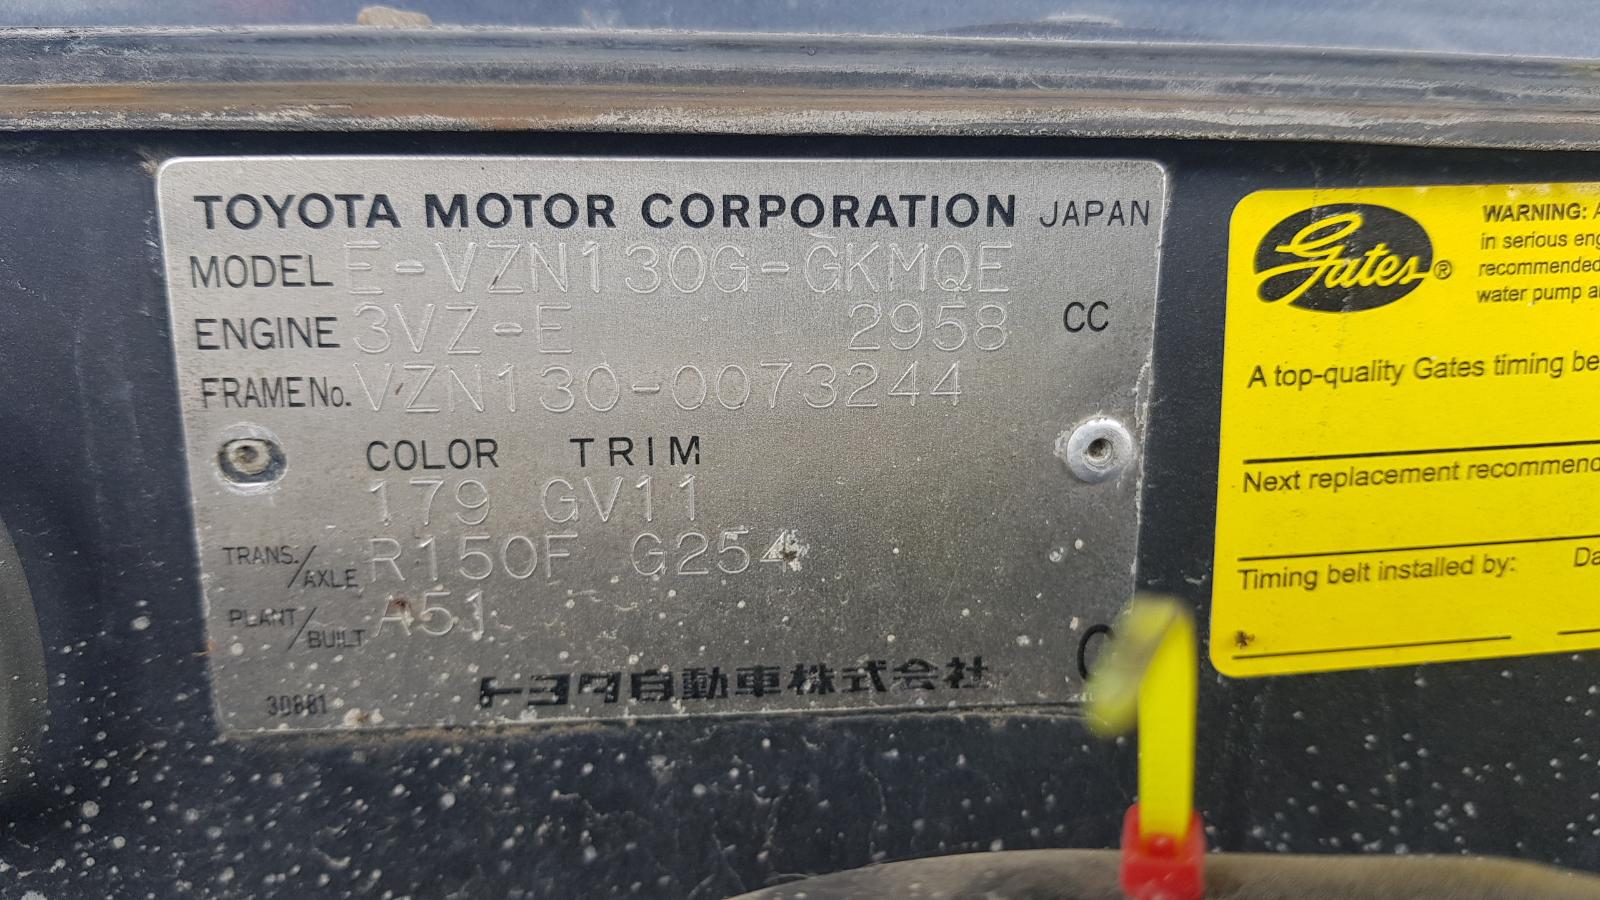 TOYOTA MOTOR CORPORATION JAPAN
MODEL E-VZN130G-GKMQE
ENGINE 3VZ-E 2958 CC
FRAME No. VZN130-0073244
COLOR TRIM
179 GV11
TRANS./AXLE R150F G254
PLANT/BUILT A51
トヨタ自動車株式会社
Gates®
WARNING: A
in serious eng
recommended
water pump a
A top-quality Gates timing be
Next replacement recommend
Timing belt installed by: Da